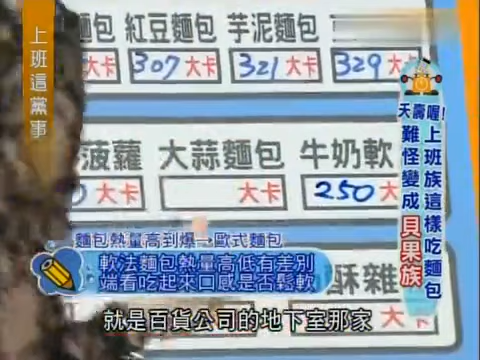 上班這黨事
包 紅豆麵包 芋泥麵包
大卡 307大卡 321大卡 329大卡
菠蘿 大蒜麵包 牛奶軟
0大卡 大卡 250大
酥雜
大卡
夭壽喔!上班族這樣吃麵包
難怪變成貝果族
麵包熱量高到爆→歐式麵包
軟法麵包熱量高低有差別
端看吃起來口感是否鬆軟
就是百貨公司的地下室那家